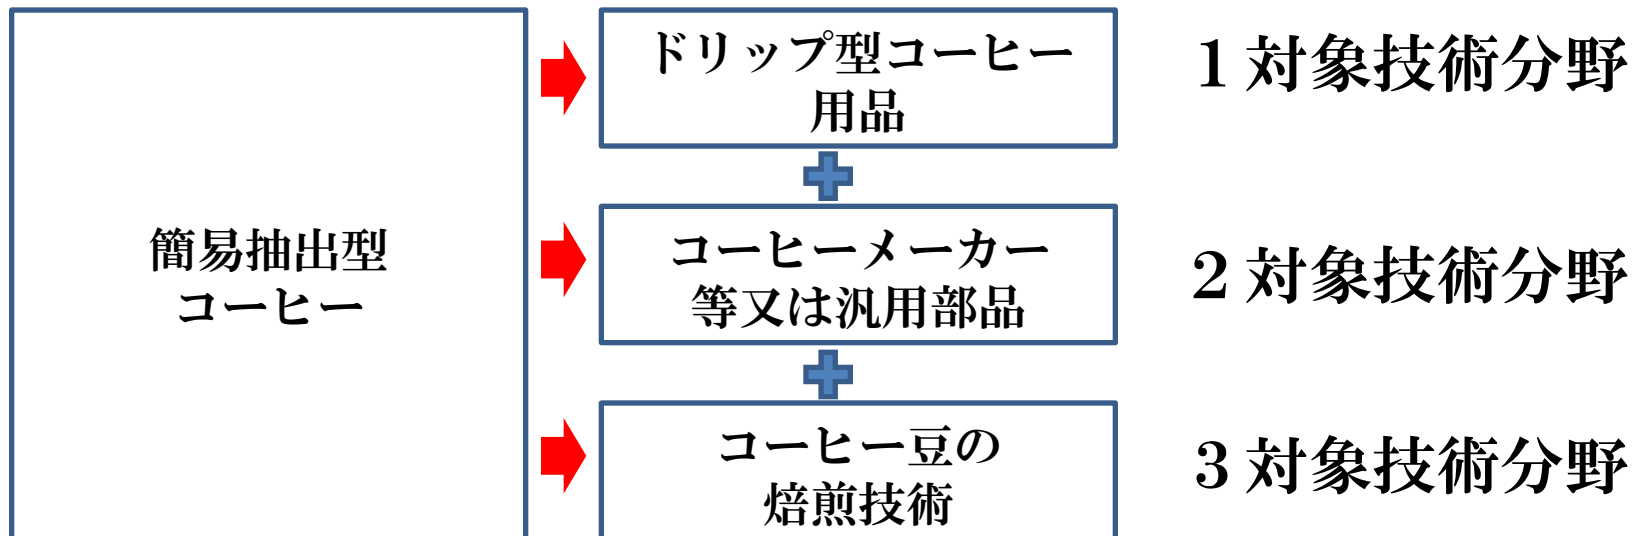 簡易抽出型
コーヒー
ドリップ型コーヒー
用品
1 対象技術分野
コーヒーメーカー
等又は汎用部品
2 対象技術分野
コーヒー豆の
焙煎技術
3 対象技術分野